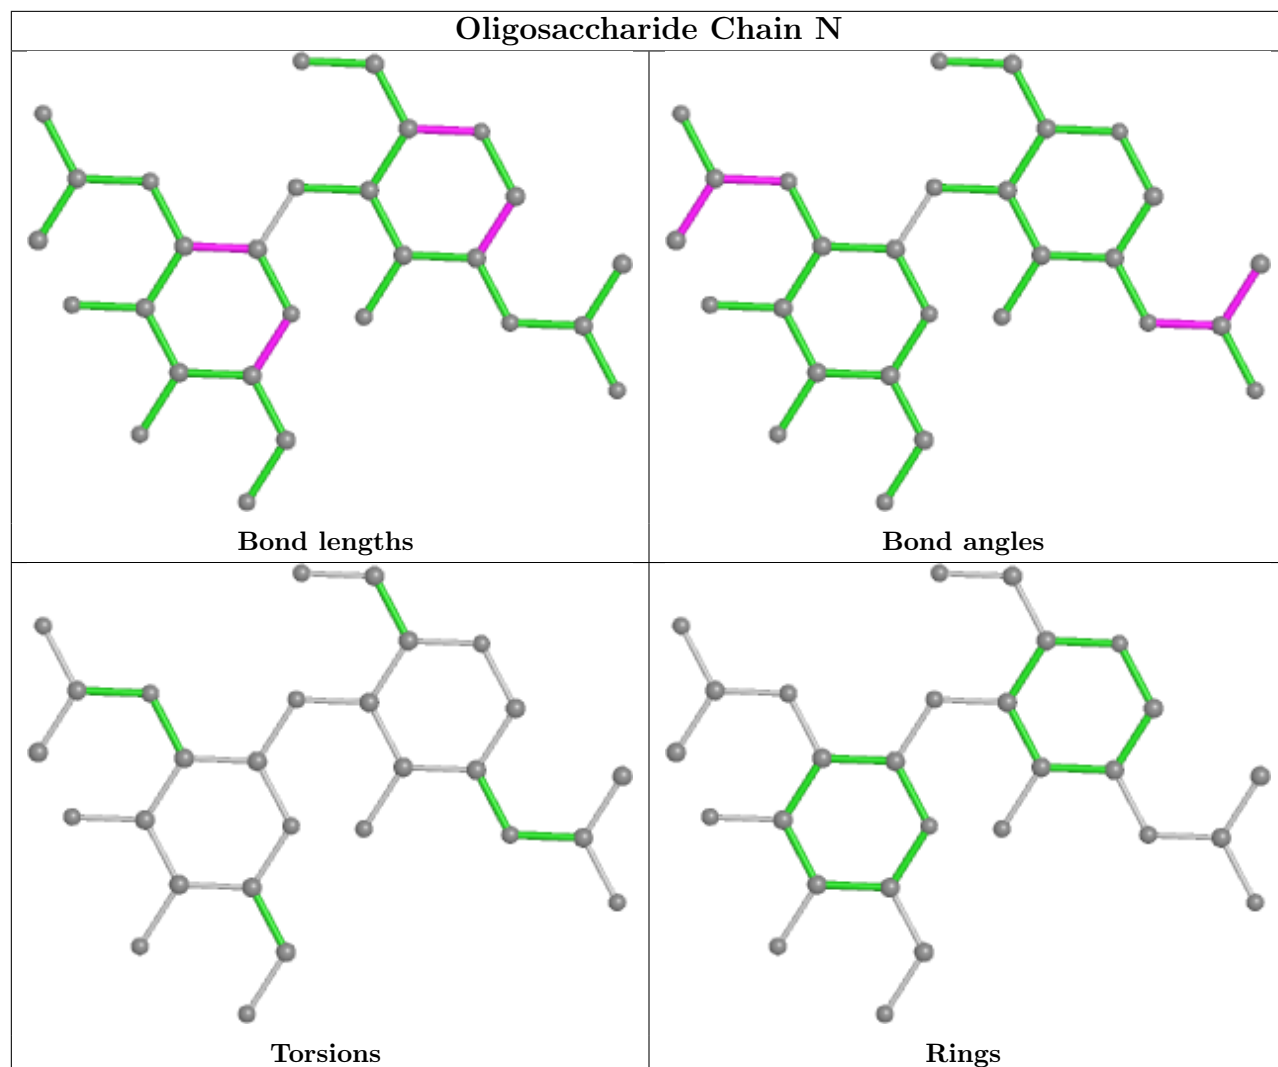 Oligosaccharide Chain N
Bond lengths
Bond angles
Torsions
Rings